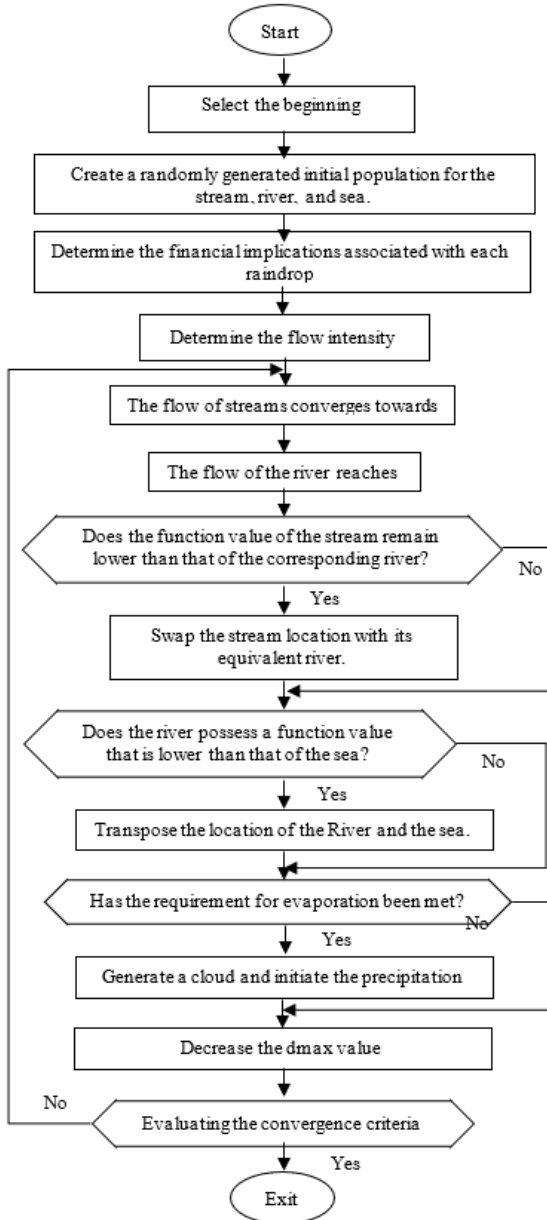 Start
Select the beginning
Create a randomly generated initial population for the
stream, river, and sea.
Determine the financial implications associated with each
raindrop
Determine the flow intensity
The flow of streams converges towards
The flow of the river reaches
Does the function value of the stream remain
lower than that of the corresponding river?
No
Yes
Swap the stream location with its
equivalent river.
Does the river possess a function value
that is lower than that of the sea?
No
Yes
Transpose the location of the River and the sea.
Has the requirement for evaporation been met?
No
Yes
Generate a cloud and initiate the precipitation
Decrease the dmax value
No
Evaluating the convergence criteria
Yes
Exit